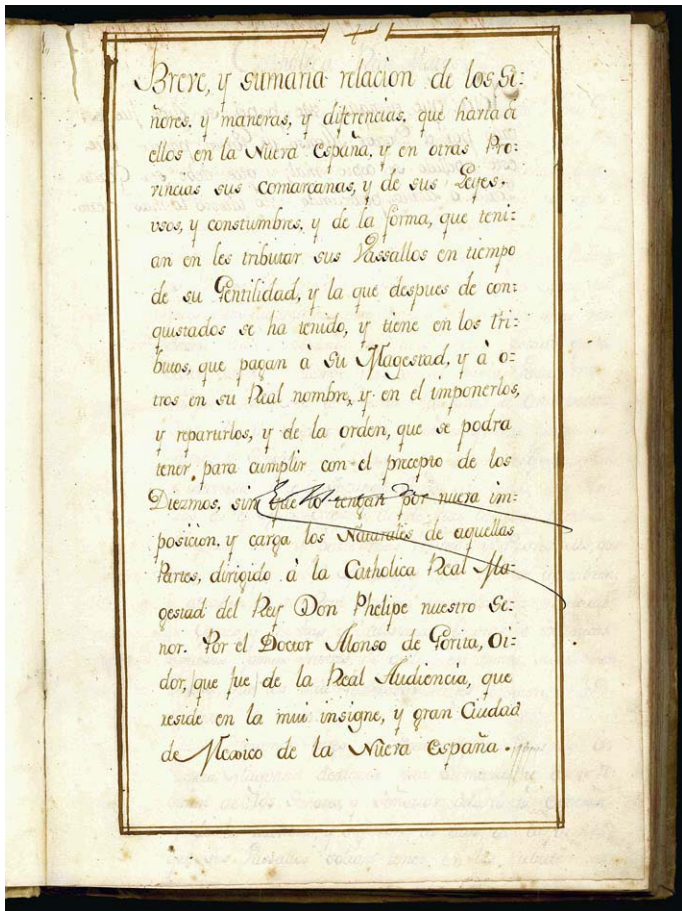 Breve, y sumaria relacion de los Se:
ñores, y maneras, y diferencias, que havia d
ellos en la Nueva España, y en otras Pro:
vincias sus comarcanas, y de sus Leyes,
vsos, y constumbres, y de la forma, que teni:
an en les tributar sus Vassallos en tiempo
de su Gentilidad, y la que despues de con:
quistados se ha tenido, y tiene en los tri:
butos, que pagan à su Magestad, y à o:
tros en su Real nombre, y en el imponerlos,
y repartirlos, y de la orden, que se podra
tener para cumplir con el precepto de los
Diezmos, sin que lo tengan por nueva im:
posicion, y carga los Naturales de aquellas
Partes, dirigido à la Catholica Real Ma:
gestad del Rey Don Phelipe nuestro Se:
ñor. Por el Doctor Alonso de Gorita, Oi:
dor, que fue de la Real Audiencia, que
reside en la mui insigne, y gran Ciudad
de Mexico de la Nueva España.